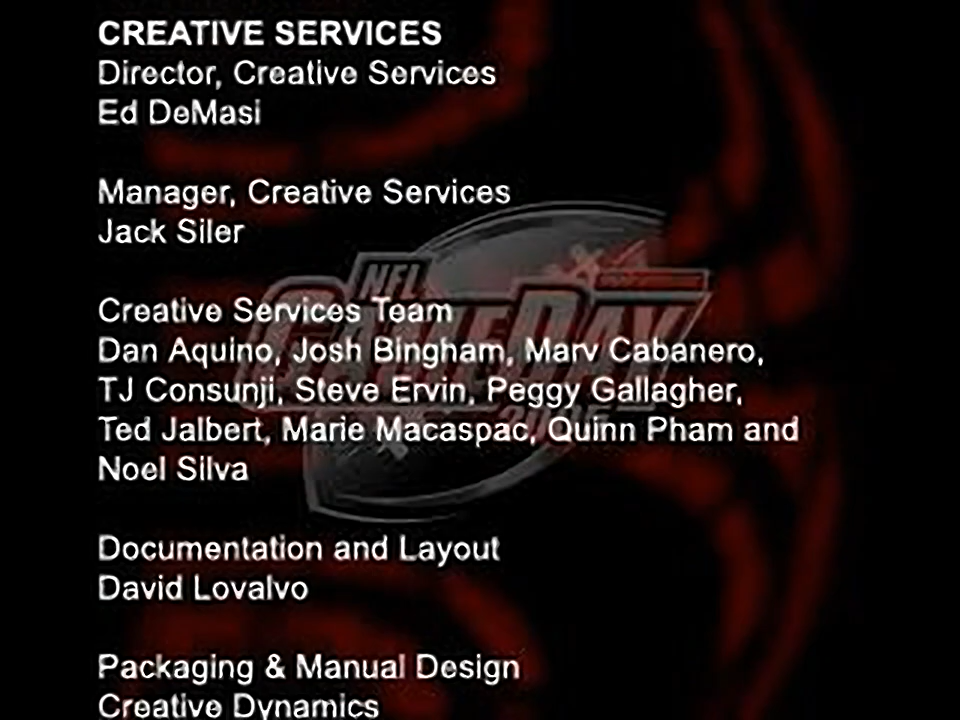 CREATIVE SERVICES
Director, Creative Services
Ed DeMasi
Manager, Creative Services
Jack Siler
NFL
GAMEDAY
Creative Services Team
Dan Aquino, Josh Bingham, Marv Cabanero,
TJ Consunji, Steve Ervin, Peggy Gallagher,
Ted Jalbert, Marie Macaspac, Quinn Pham and
Noel Silva
Documentation and Layout
David Lovalvo
Packaging & Manual Design
Creative Dynamics